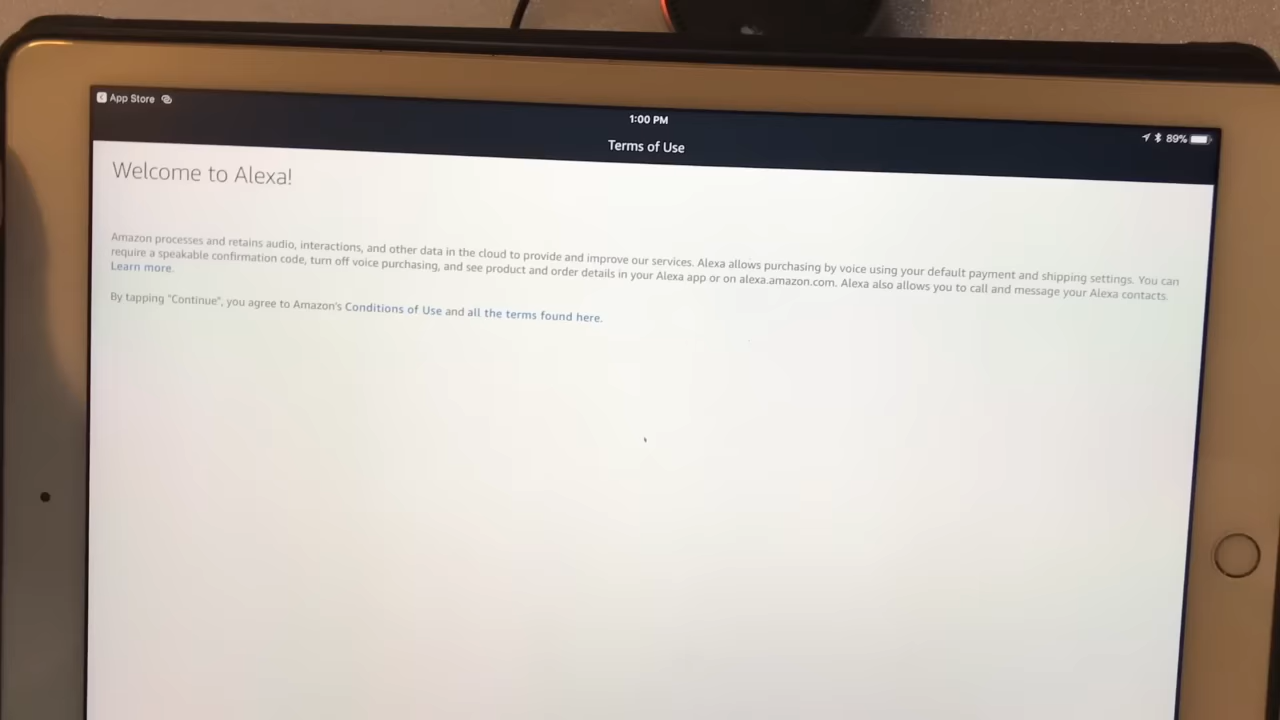 App Store
1:00 PM
89%
Terms of Use
Welcome to Alexa!
Amazon processes and retains audio, interactions, and other data in the cloud to provide and improve our services. Alexa allows purchasing by voice using your default payment and shipping settings. You can
require a speakable confirmation code, turn off voice purchasing, and see product and order details in your Alexa app or on alexa.amazon.com. Alexa also allows you to call and message your Alexa contacts.
Learn more.
By tapping "Continue", you agree to Amazon's Conditions of Use and all the terms found here.